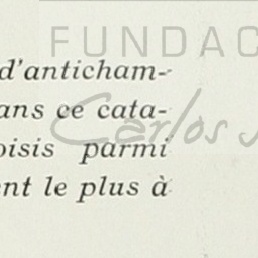 FUNDAC
d'anticham-
ans ce cata-
Carlos
oisis parmi
ent le plus à